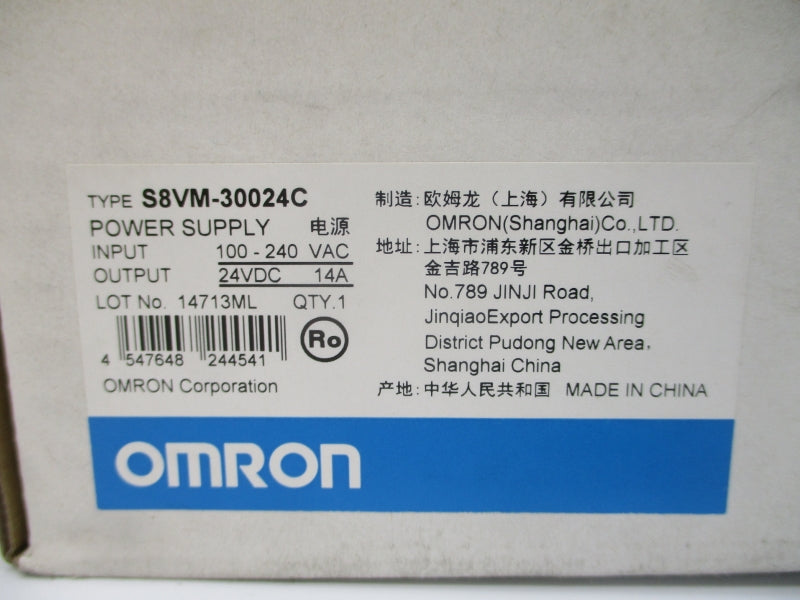 TYPE S8VM-30024C
POWER SUPPLY 电源
INPUT 100 - 240 VAC
OUTPUT 24VDC 14A
LOT No. 14713ML QTY.1
Ro
4 547648 244541
OMRON Corporation
制造: 欧姆龙（上海）有限公司
OMRON(Shanghai)Co.,LTD.
地址: 上海市浦东新区金桥出口加工区
金吉路789号
No.789 JINJI Road,
JinqiaoExport Processing
District Pudong New Area,
Shanghai China
产地: 中华人民共和国 MADE IN CHINA
OMRON